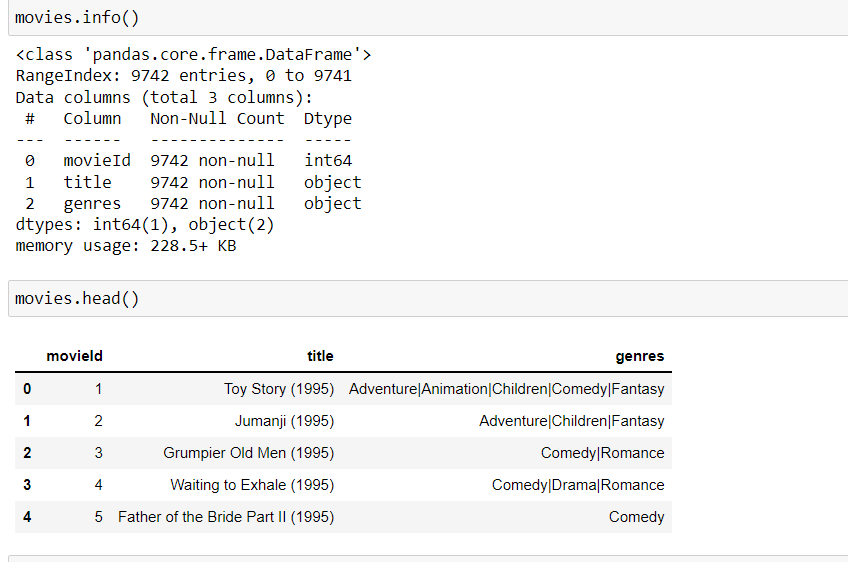 movies.info()
<class 'pandas.core.frame.DataFrame'>
RangeIndex: 9742 entries, 0 to 9741
Data columns (total 3 columns):
 #   Column   Non-Null Count  Dtype
---  ------   --------------  -----
 0   movieId  9742 non-null   int64
 1   title    9742 non-null   object
 2   genres   9742 non-null   object
dtypes: int64(1), object(2)
memory usage: 228.5+ KB
movies.head()
movieId title genres
0 1 Toy Story (1995) Adventure|Animation|Children|Comedy|Fantasy
1 2 Jumanji (1995) Adventure|Children|Fantasy
2 3 Grumpier Old Men (1995) Comedy|Romance
3 4 Waiting to Exhale (1995) Comedy|Drama|Romance
4 5 Father of the Bride Part II (1995) Comedy